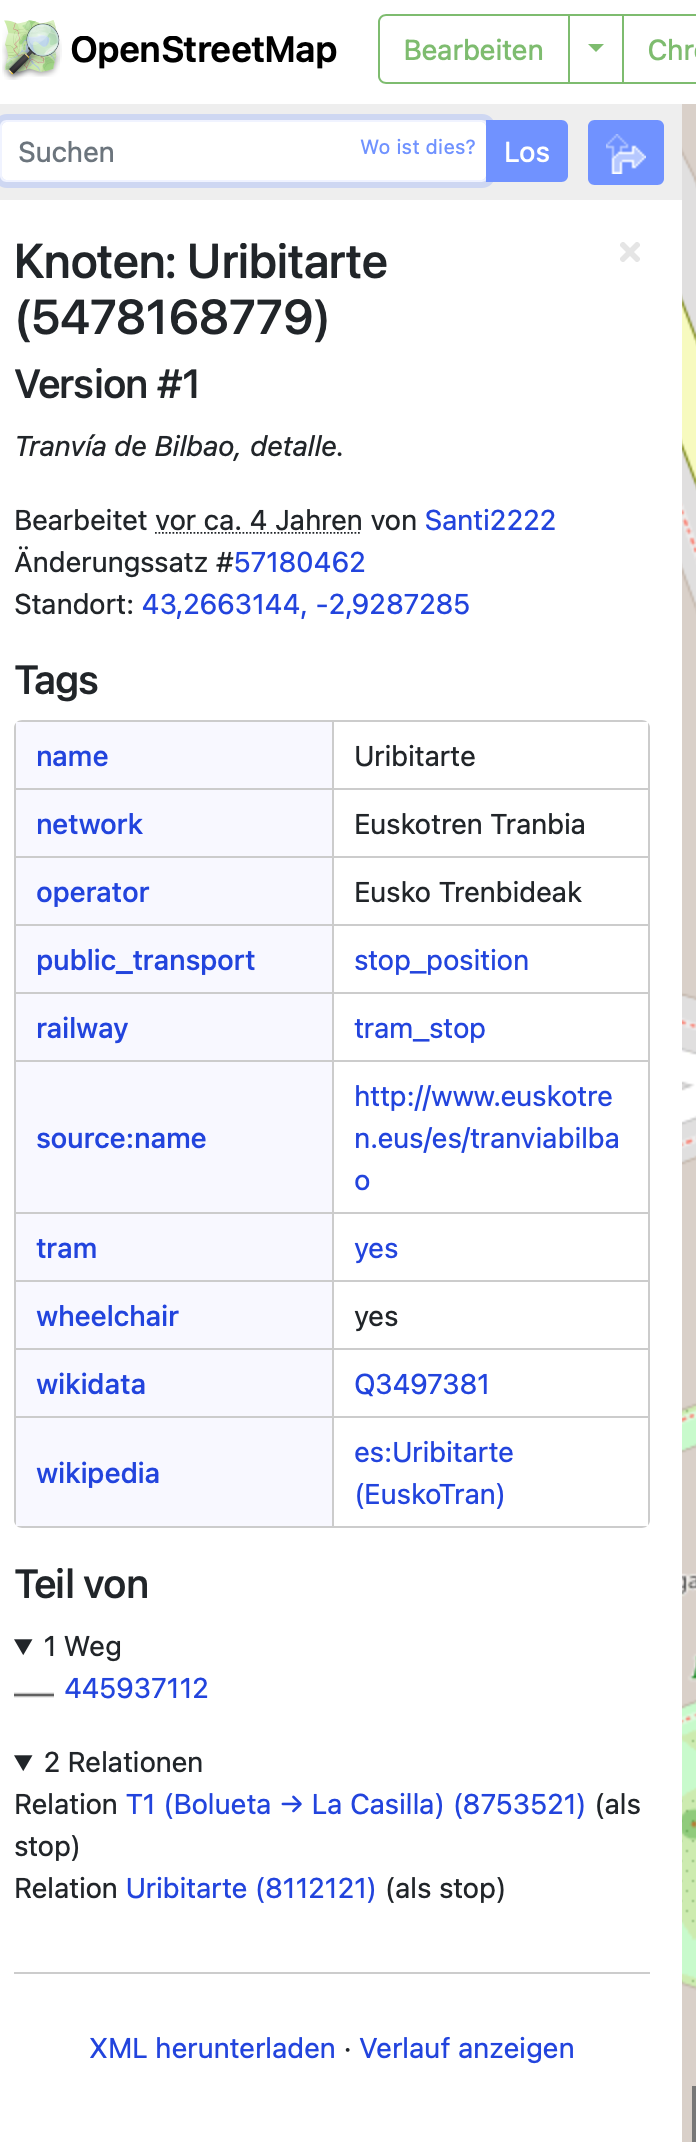 OpenStreetMap
Bearbeiten
Chr
Suchen
Wo ist dies?
Los
Knoten: Uribitarte
(5478168779)
Version #1
Tranvía de Bilbao, detalle.
Bearbeitet vor ca. 4 Jahren von Santi2222
Änderungssatz #57180462
Standort: 43,2663144, -2,9287285
Tags
name Uribitarte
network Euskotren Tranbia
operator Eusko Trenbideak
public_transport stop_position
railway tram_stop
source:name http://www.euskotre
n.eus/es/tranviabilba
o
tram yes
wheelchair yes
wikidata Q3497381
wikipedia es:Uribitarte
(EuskoTran)
Teil von
▼ 1 Weg
445937112
▼ 2 Relationen
Relation T1 (Bolueta → La Casilla) (8753521) (als
stop)
Relation Uribitarte (8112121) (als stop)
XML herunterladen · Verlauf anzeigen